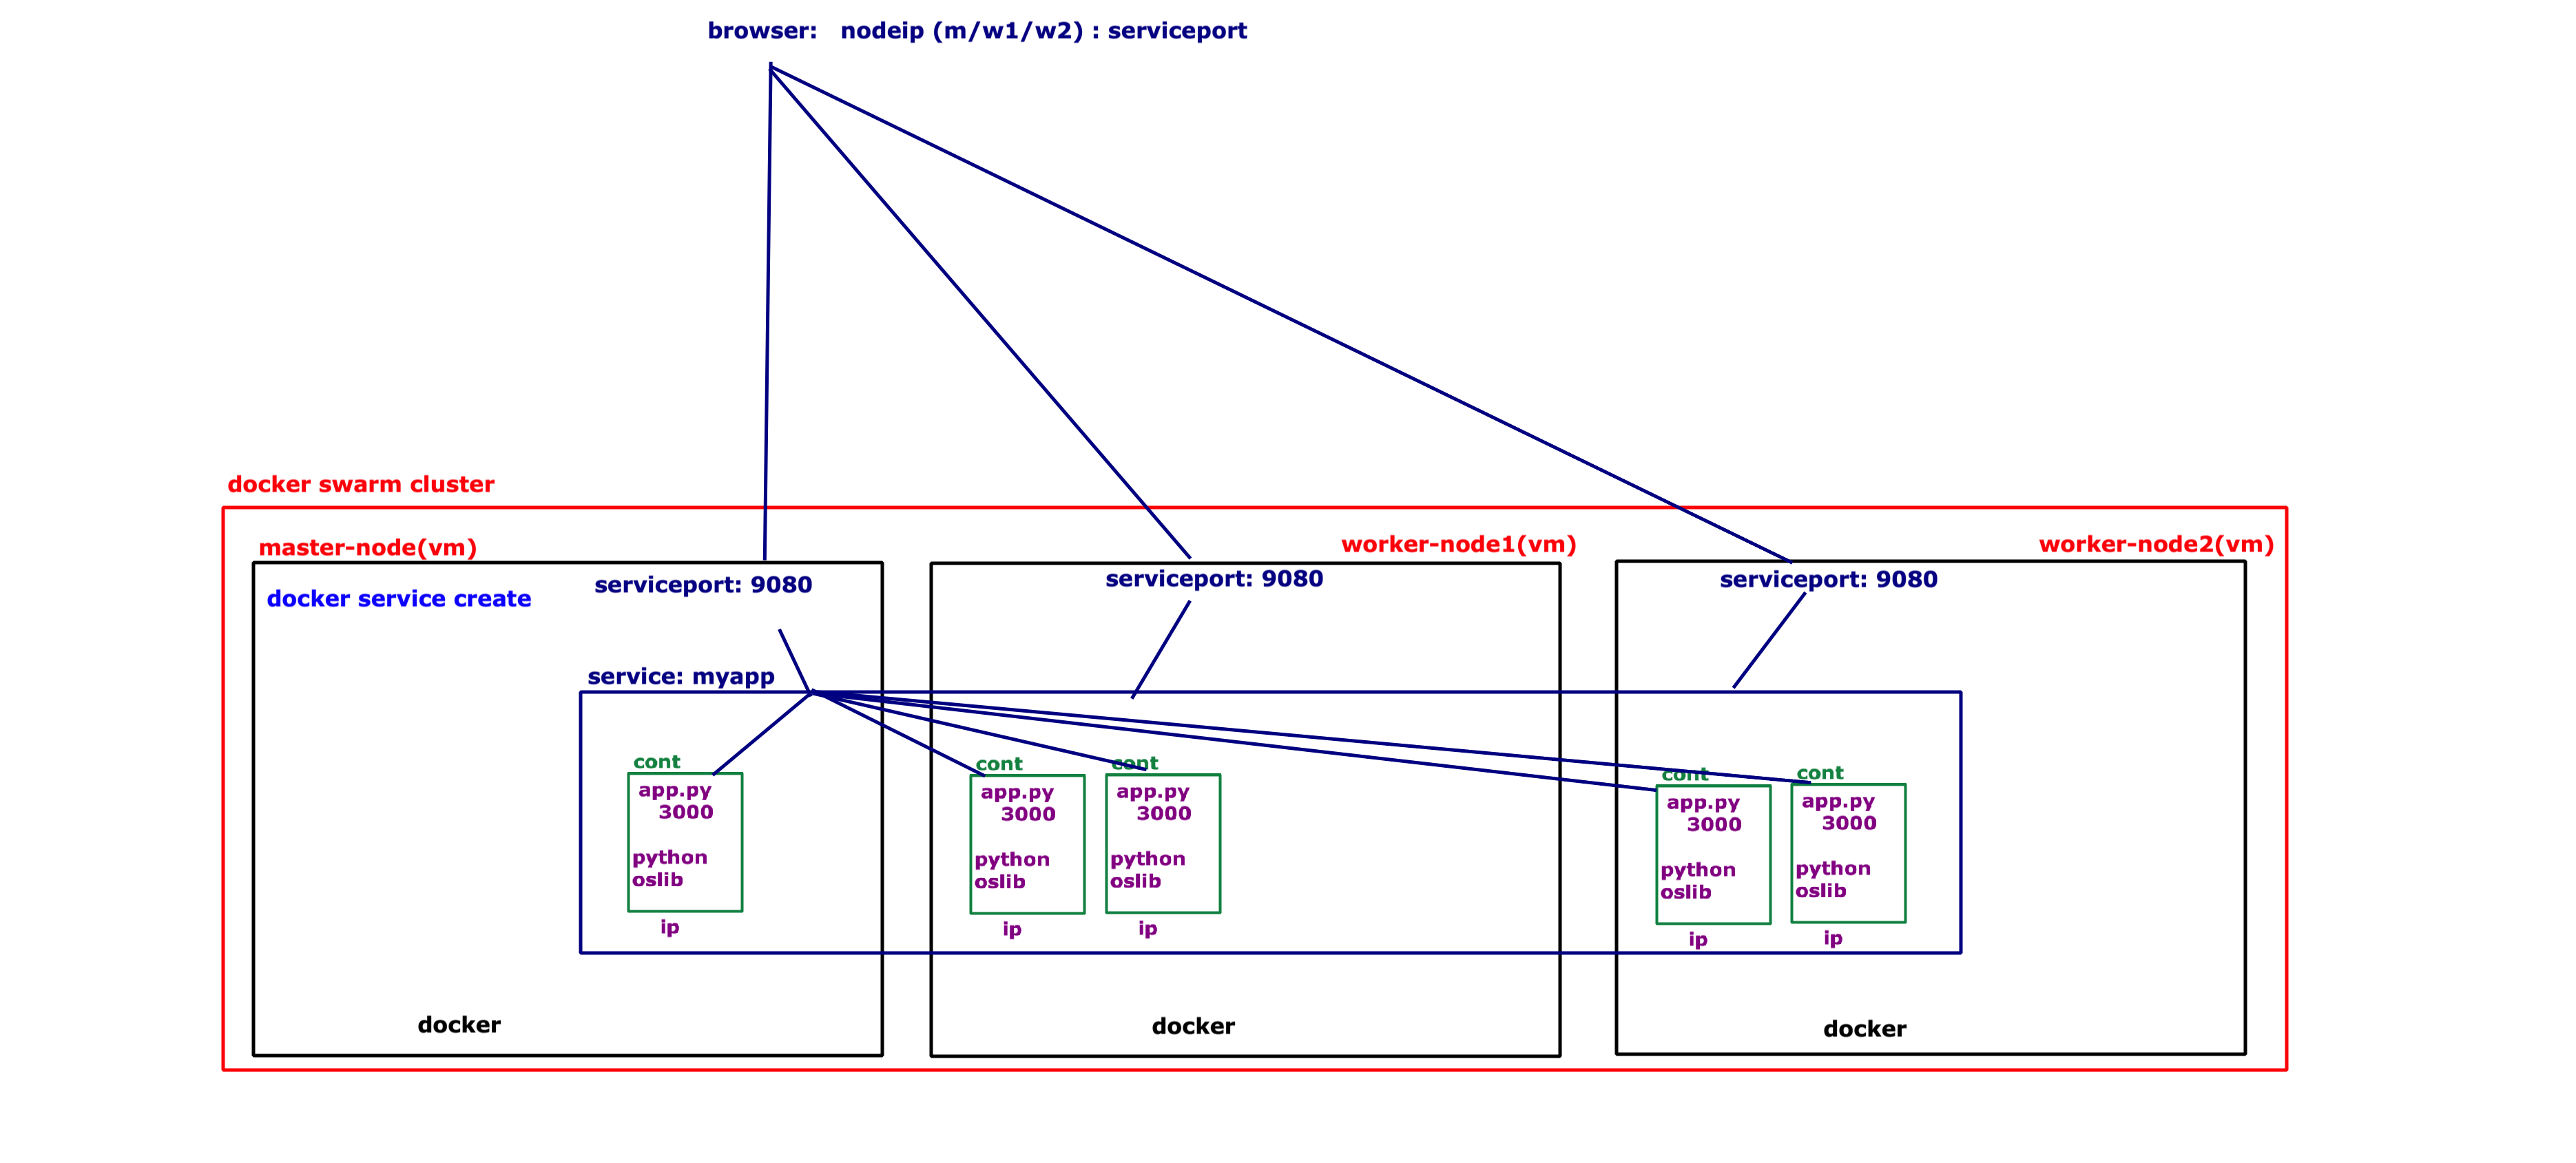 browser:   nodeip (m/w1/w2) : serviceport
docker swarm cluster
master-node(vm)
worker-node1(vm)
worker-node2(vm)
docker service create
serviceport: 9080
serviceport: 9080
serviceport: 9080
service: myapp
cont
app.py
3000
python
oslib
ip
cont
app.py
3000
python
oslib
ip
cont
app.py
3000
python
oslib
ip
cont
app.py
3000
python
oslib
ip
cont
app.py
3000
python
oslib
ip
docker
docker
docker